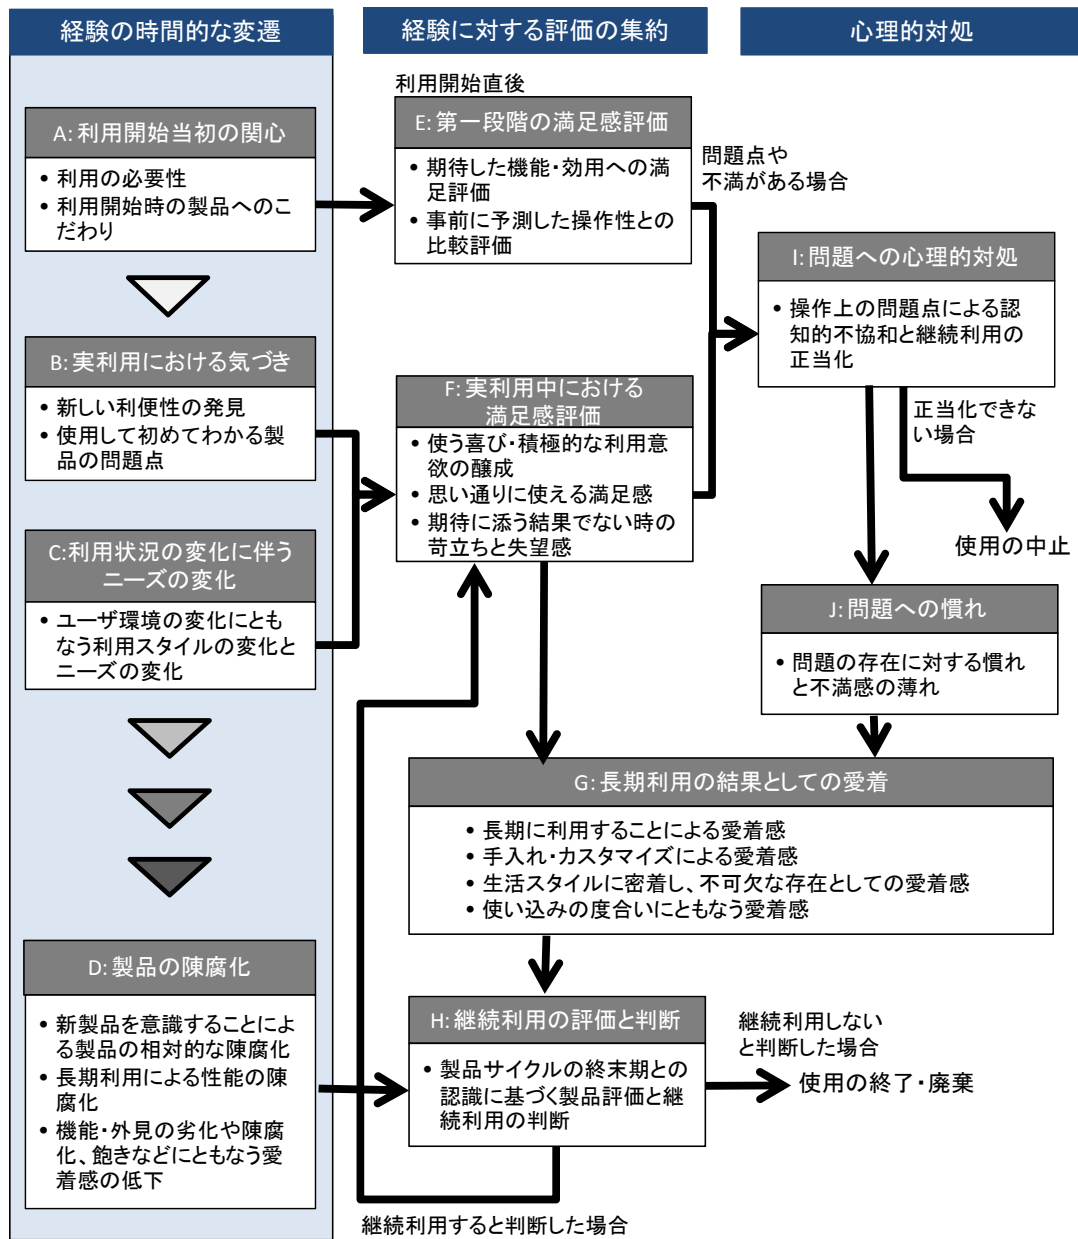 経験の時間的な変遷
経験に対する評価の集約
心理的対処
A:利用開始当初の関心
• 利用の必要性
• 利用開始時の製品へのこ
だわり
B:実利用における気づき
• 新しい利便性の発見
• 使用して初めてわかる製
品の問題点
C:利用状況の変化に伴う
ニーズの変化
• ユーザ環境の変化にとも
なう利用スタイルの変化と
ニーズの変化
D:製品の陳腐化
• 新製品を意識することによ
る製品の相対的な陳腐化
• 長期利用による性能の陳
腐化
• 機能・外見の劣化や陳腐
化、飽きなどにともなう愛
着感の低下
利用開始直後
E:第一段階の満足感評価
• 期待した機能・効用への満
足評価
• 事前に予測した操作性との
比較評価
F:実利用中における
満足感評価
• 使う喜び・積極的な利用意
欲の醸成
• 思い通りに使える満足感
• 期待に添う結果でない時の
苛立ちと失望感
問題点や
不満がある場合
I:問題への心理的対処
• 操作上の問題点による認
知的不協和と継続利用の
正当化
正当化できな
い場合
使用の中止
J:問題への慣れ
• 問題の存在に対する慣れ
と不満感の薄れ
G:長期利用の結果としての愛着
• 長期に利用することによる愛着感
• 手入れ・カスタマイズによる愛着感
• 生活スタイルに密着し、不可欠な存在としての愛着感
• 使い込みの度合いにともなう愛着感
H:継続利用の評価と判断
• 製品サイクルの終末期との
認識に基づく製品評価と継
続利用の判断
継続利用しない
と判断した場合
使用の終了・廃棄
継続利用すると判断した場合